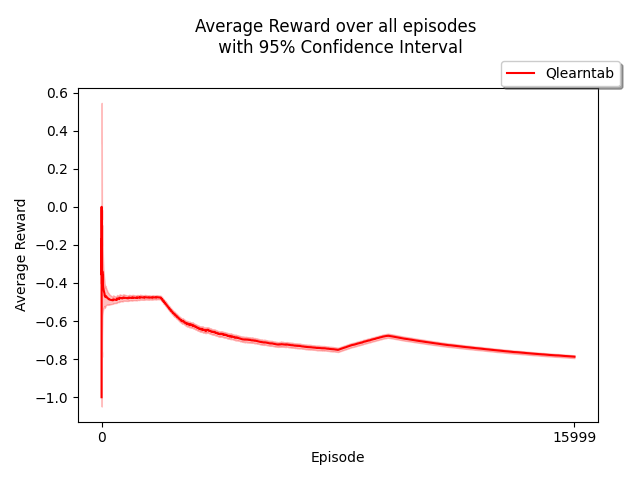 Average Reward over all episodes
with 95% Confidence Interval
Qlearntab
0.6
0.4
0.2
0.0
−0.2
−0.4
−0.6
−0.8
−1.0
Average Reward
0
15999
Episode